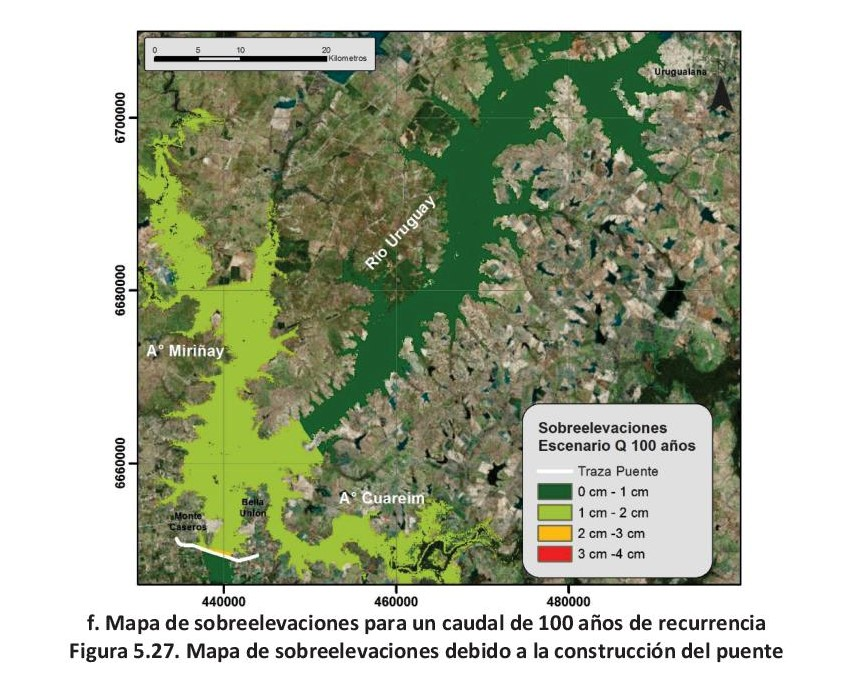 0 5 10 20
Kilometros
Uruguaiana
N
6700000
Río Uruguay
6680000
A° Miriñay
6660000
A° Cuareim
Bella
Unión
Monte
Caseros
Sobreelevaciones
Escenario Q 100 años
Traza Puente
0 cm - 1 cm
1 cm - 2 cm
2 cm -3 cm
3 cm -4 cm
440000 460000 480000
f. Mapa de sobreelevaciones para un caudal de 100 años de recurrencia
Figura 5.27. Mapa de sobreelevaciones debido a la construcción del puente